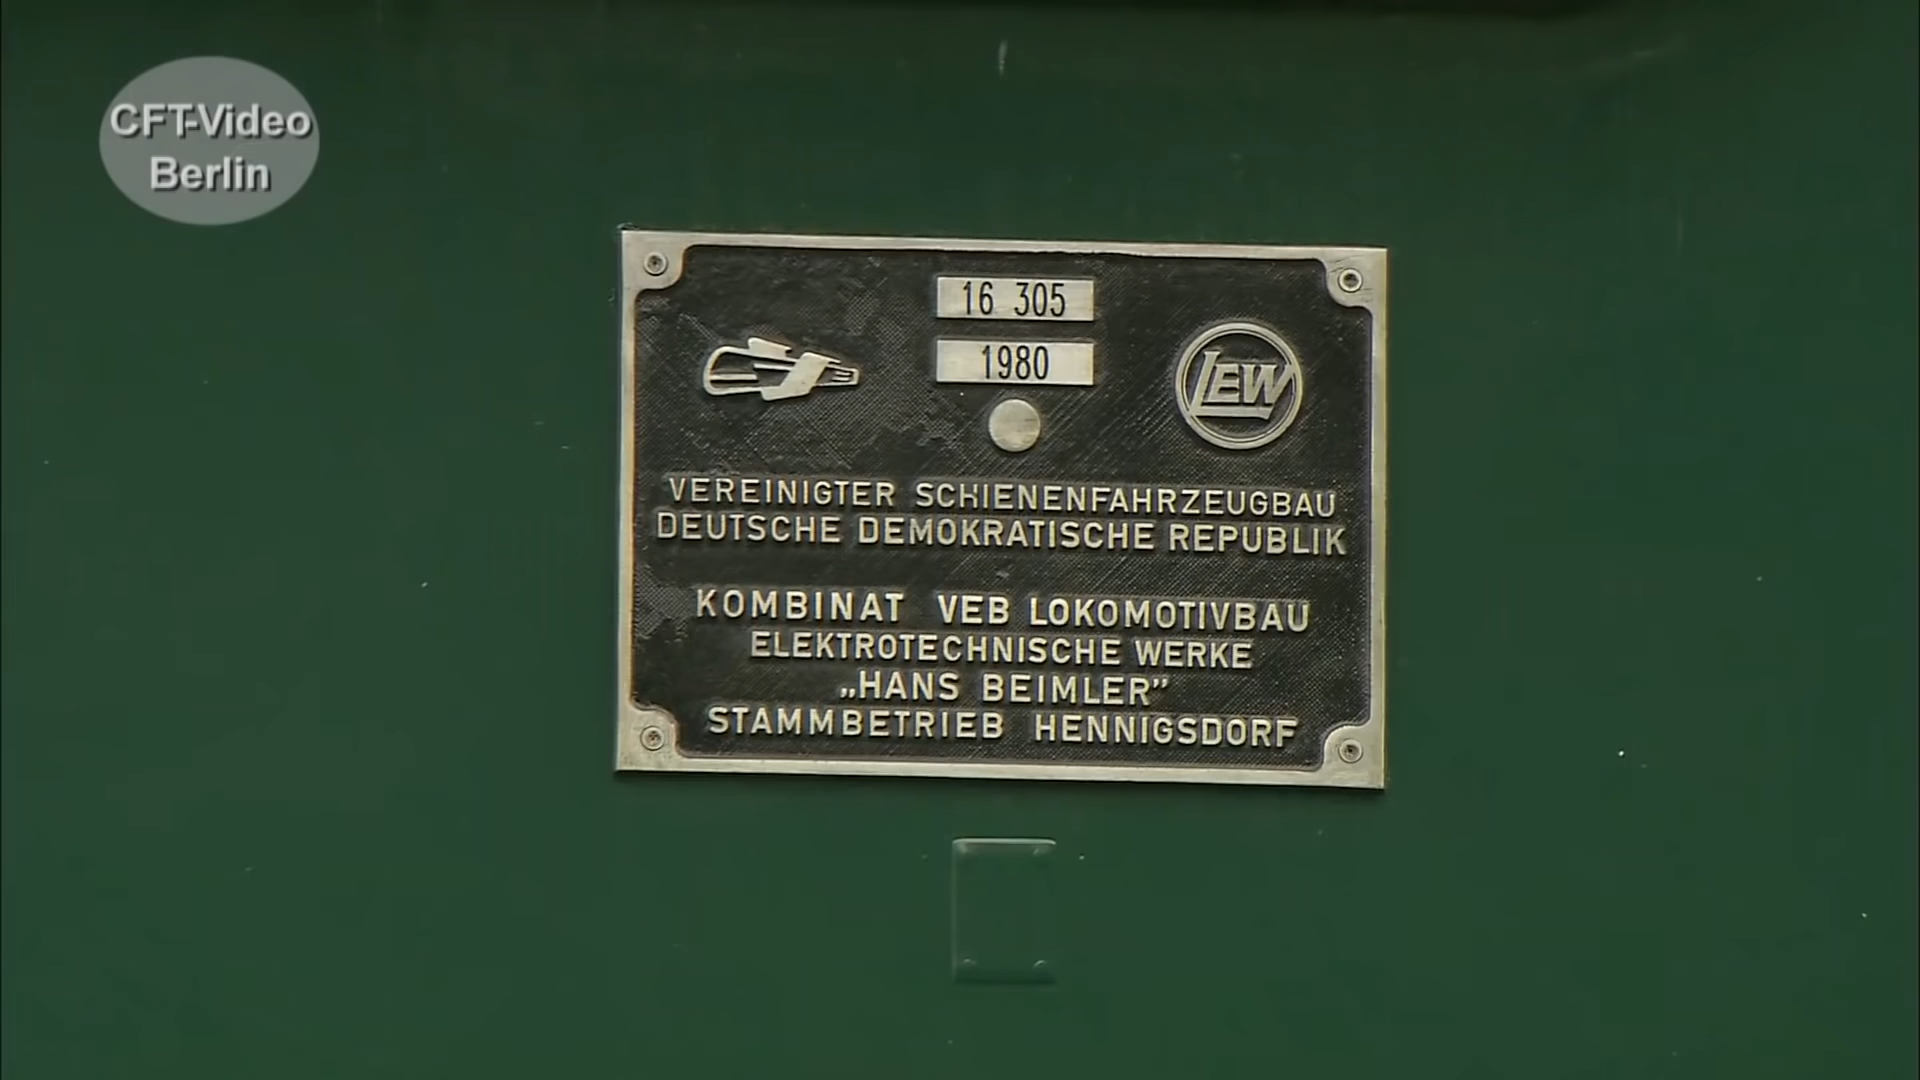 CFT-Video
Berlin
16 305
1980
LEW
VEREINIGTER SCHIENENFAHRZEUGBAU
DEUTSCHE DEMOKRATISCHE REPUBLIK
KOMBINAT VEB LOKOMOTIVBAU
ELEKTROTECHNISCHE WERKE
„HANS BEIMLER”
STAMMBETRIEB HENNIGSDORF